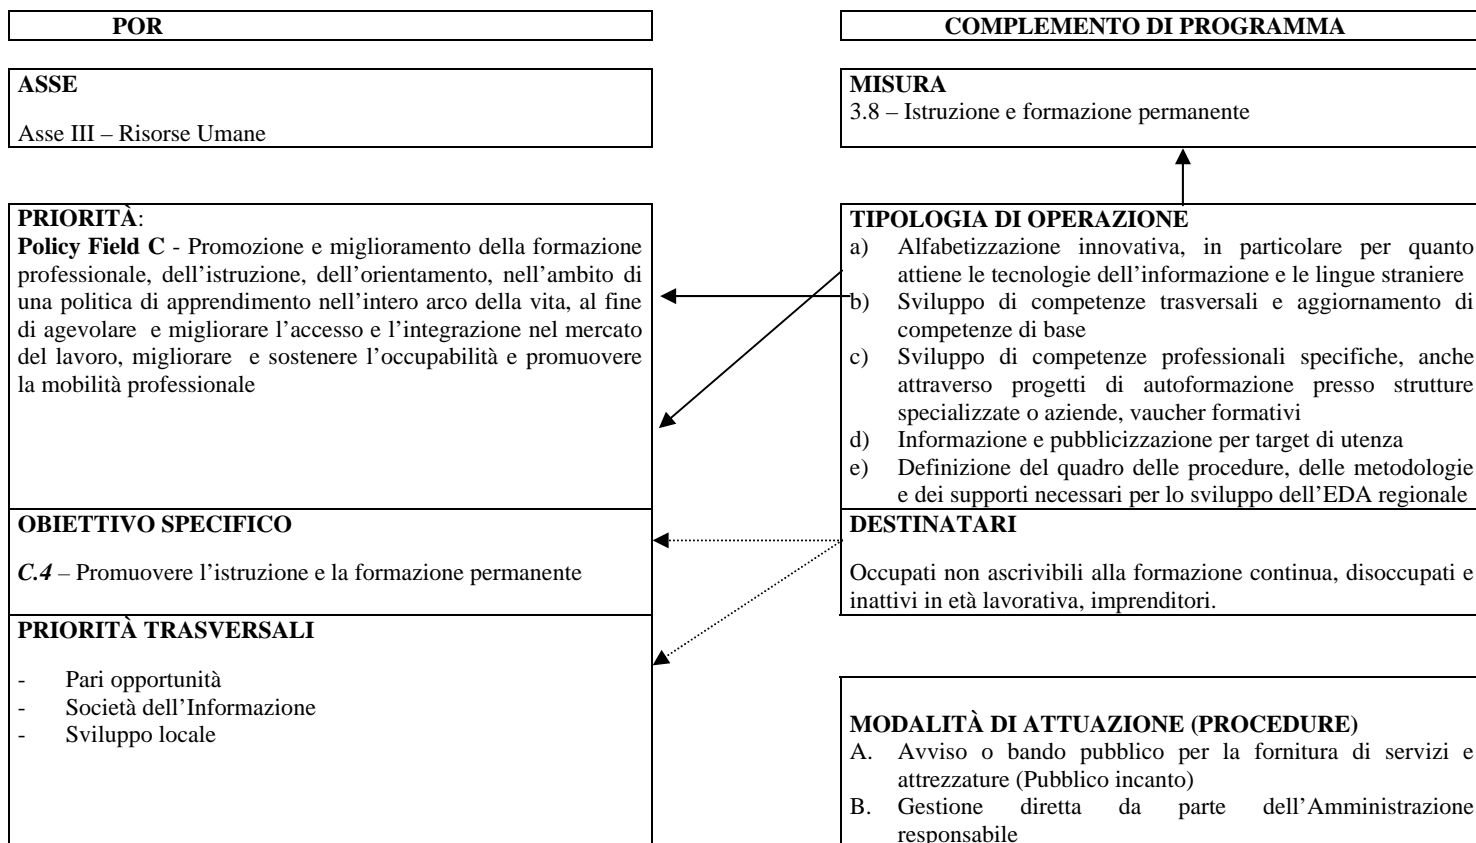 POR
ASSE
Asse III – Risorse Umane
PRIORITÀ:
Policy Field C - Promozione e miglioramento della formazione
professionale, dell’istruzione, dell’orientamento, nell’ambito di
una politica di apprendimento nell’intero arco della vita, al fine
di agevolare e migliorare l’accesso e l’integrazione nel mercato
del lavoro, migliorare e sostenere l’occupabilità e promuovere
la mobilità professionale
OBIETTIVO SPECIFICO
C.4 – Promuovere l’istruzione e la formazione permanente
PRIORITÀ TRASVERSALI
- Pari opportunità
- Società dell’Informazione
- Sviluppo locale
COMPLEMENTO DI PROGRAMMA
MISURA
3.8 – Istruzione e formazione permanente
TIPOLOGIA DI OPERAZIONE
a) Alfabetizzazione innovativa, in particolare per quanto
attiene le tecnologie dell’informazione e le lingue straniere
b) Sviluppo di competenze trasversali e aggiornamento di
competenze di base
c) Sviluppo di competenze professionali specifiche, anche
attraverso progetti di autoformazione presso strutture
specializzate o aziende, vaucher formativi
d) Informazione e pubblicizzazione per target di utenza
e) Definizione del quadro delle procedure, delle metodologie
e dei supporti necessari per lo sviluppo dell’EDA regionale
DESTINATARI
Occupati non ascrivibili alla formazione continua, disoccupati e
inattivi in età lavorativa, imprenditori.
MODALITÀ DI ATTUAZIONE (PROCEDURE)
A. Avviso o bando pubblico per la fornitura di servizi e
attrezzature (Pubblico incanto)
B. Gestione diretta da parte dell’Amministrazione
responsabile